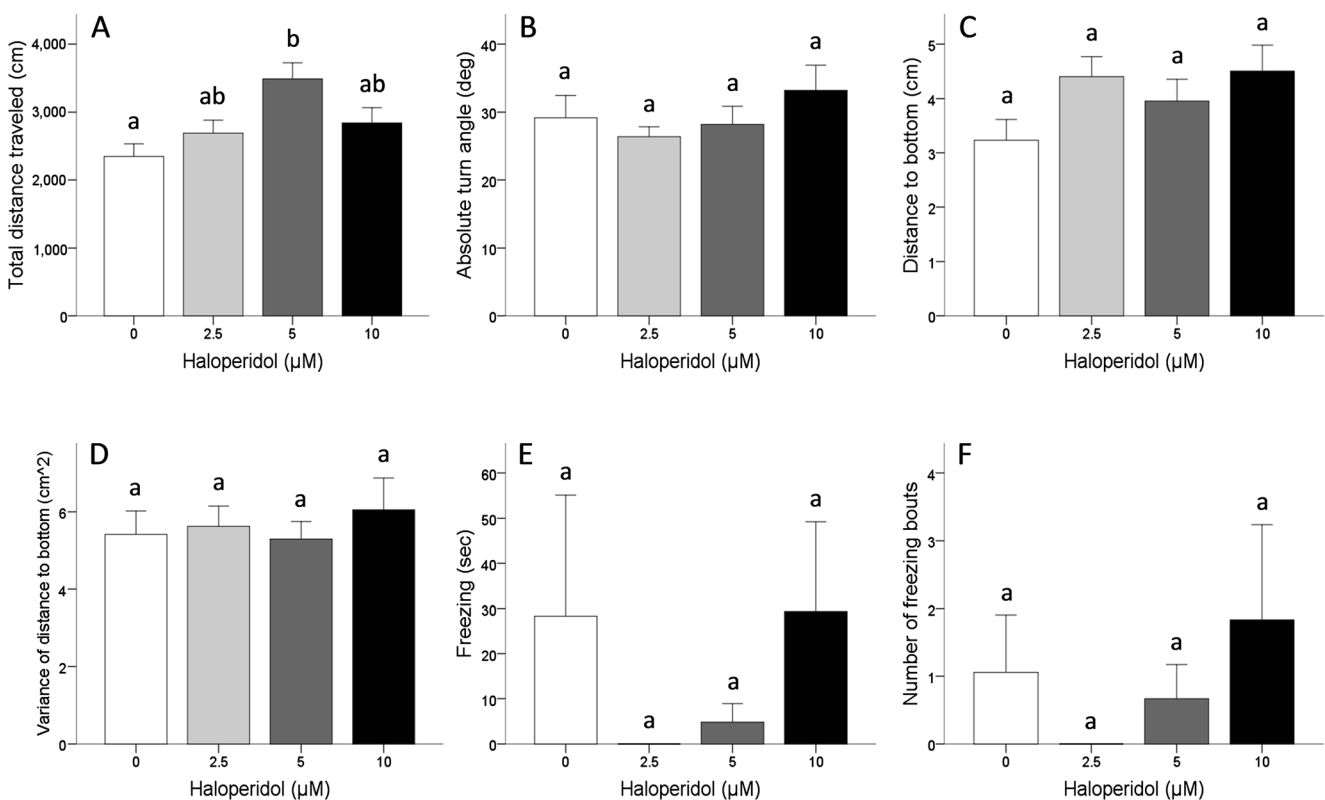 A
Total distance traveled (cm)
4,000
3,000
2,000
1,000
0
a
ab
b
ab
0 2.5 5 10
Haloperidol (µM)
B
Absolute turn angle (deg)
40
30
20
10
0
a
a
a
a
0 2.5 5 10
Haloperidol (µM)
C
Distance to bottom (cm)
5
4
3
2
1
0
a
a
a
a
0 2.5 5 10
Haloperidol (µM)
D
Variance of distance to bottom (cm^2)
6
4
2
0
a
a
a
a
0 2.5 5 10
Haloperidol (µM)
E
Freezing (sec)
60
50
40
30
20
10
0
a
a
a
a
0 2.5 5 10
Haloperidol (µM)
F
Number of freezing bouts
4
3
2
1
0
a
a
a
a
0 2.5 5 10
Haloperidol (µM)